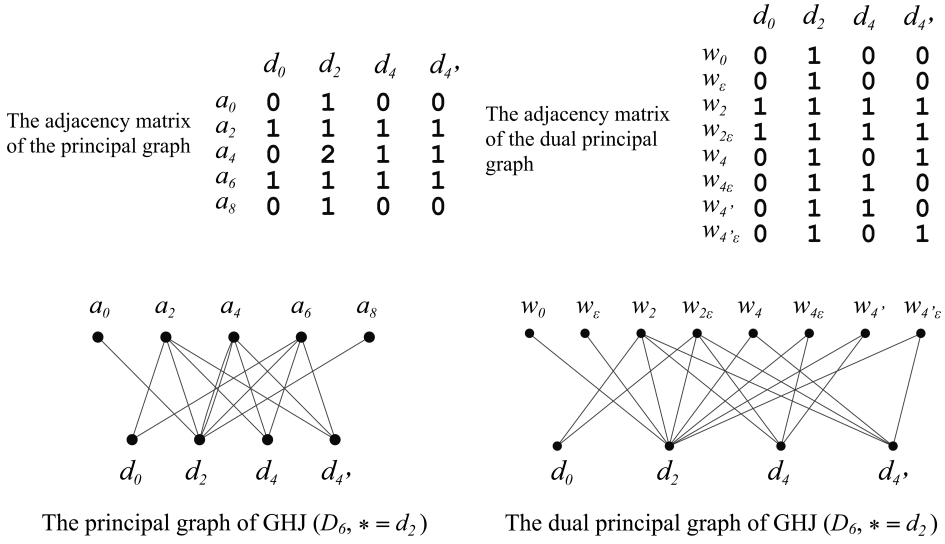 d₀ d₂ d₄ d₄'
a₀ 0 1 0 0
a₂ 1 1 1 1
a₄ 0 2 1 1
a₆ 1 1 1 1
a₈ 0 1 0 0
The adjacency matrix
of the principal graph
d₀ d₂ d₄ d₄'
w₀ 0 1 0 0
wε 0 1 0 0
w₂ 1 1 1 1
w₂ε 1 1 1 1
w₄ 0 1 0 1
w₄ε 0 1 1 0
w₄' 0 1 1 0
w₄'ε 0 1 0 1
The adjacency matrix
of the dual principal
graph
a₀ a₂ a₄ a₆ a₈
d₀ d₂ d₄ d₄'
The principal graph of GHJ (D₆, * = d₂)
w₀ wε w₂ w₂ε w₄ w₄ε w₄' w₄'ε
d₀ d₂ d₄ d₄'
The dual principal graph of GHJ (D₆, * = d₂)